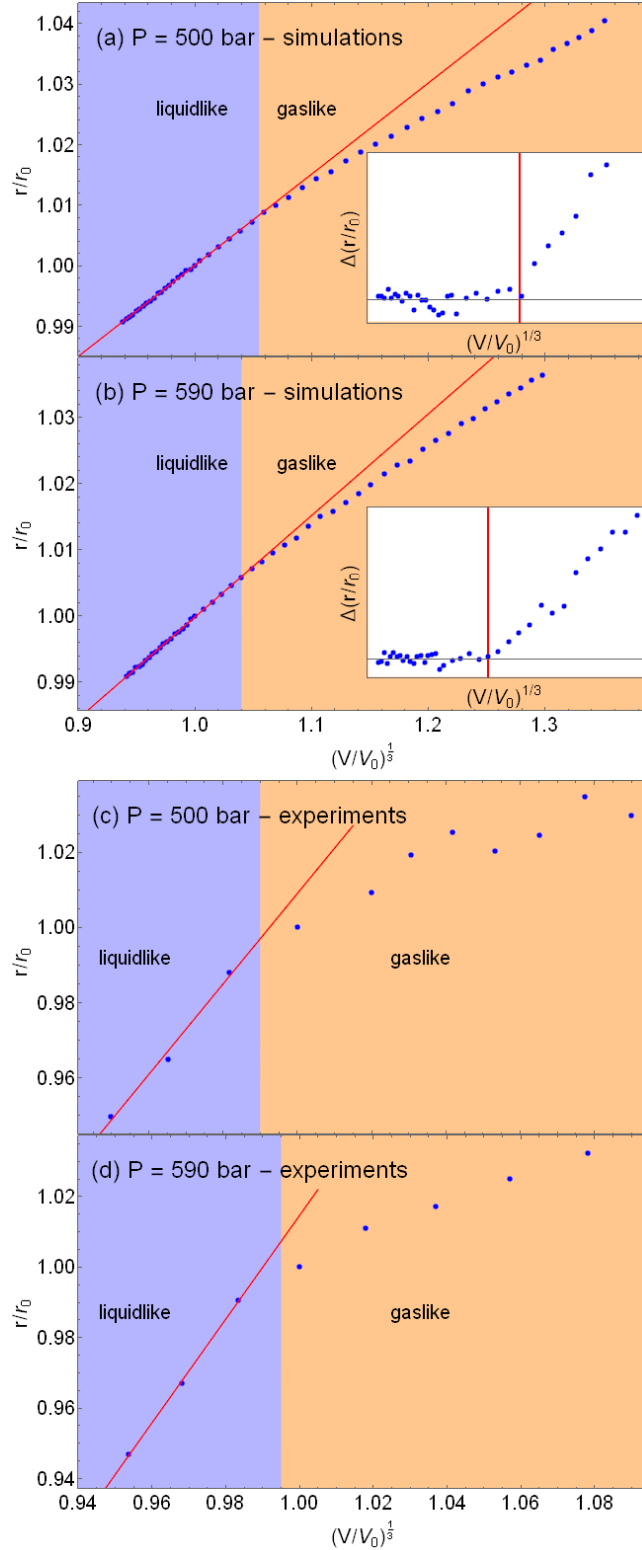 (a) P = 500 bar – simulations
liquidlike
gaslike
r/r₀
1.04
1.03
1.02
1.01
1.00
0.99
Δ(r/r₀)
(V/V₀)^1/3
(b) P = 590 bar – simulations
liquidlike
gaslike
r/r₀
1.03
1.02
1.01
1.00
0.99
Δ(r/r₀)
(V/V₀)^1/3
0.9 1.0 1.1 1.2 1.3
(V/V₀)^1/3
(c) P = 500 bar – experiments
liquidlike
gaslike
r/r₀
1.02
1.00
0.98
0.96
(d) P = 590 bar – experiments
liquidlike
gaslike
r/r₀
1.02
1.00
0.98
0.96
0.94
0.94 0.96 0.98 1.00 1.02 1.04 1.06 1.08
(V/V₀)^1/3